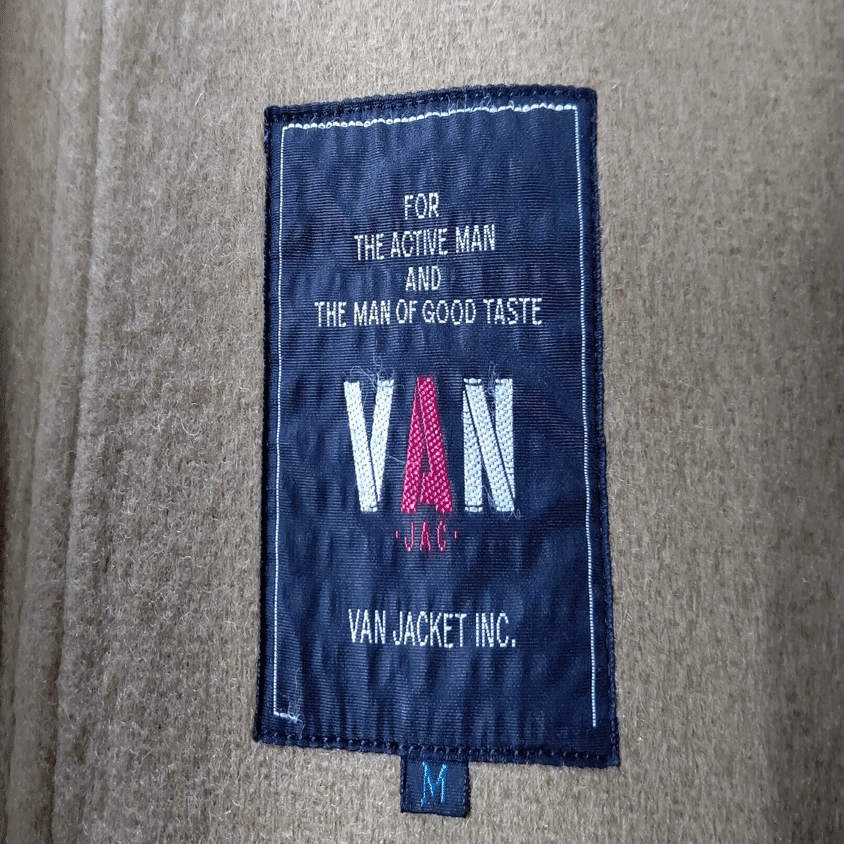 FOR
THE ACTIVE MAN
AND
THE MAN OF GOOD TASTE
VAN
·JAC·
VAN JACKET INC.
M